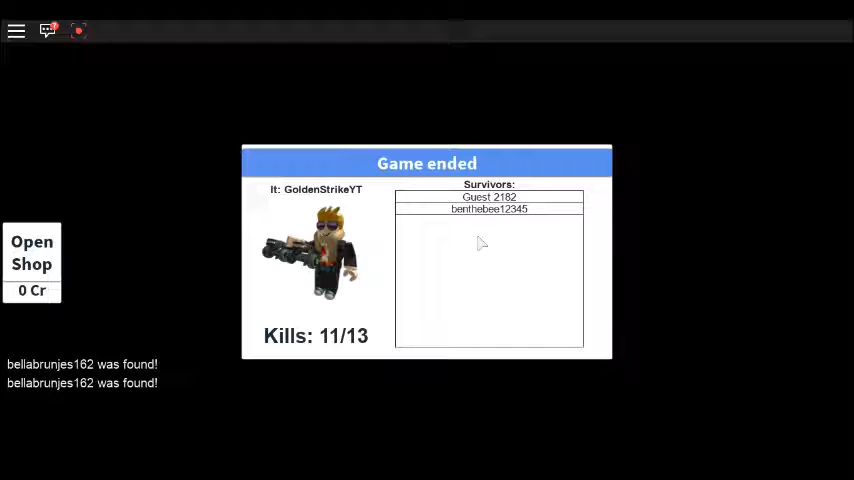 Game ended
It: GoldenStrikeYT
Survivors:
Guest 2182
benthebee12345
Open
Shop
0 Cr
Kills: 11/13
bellabrunjes162 was found!
bellabrunjes162 was found!